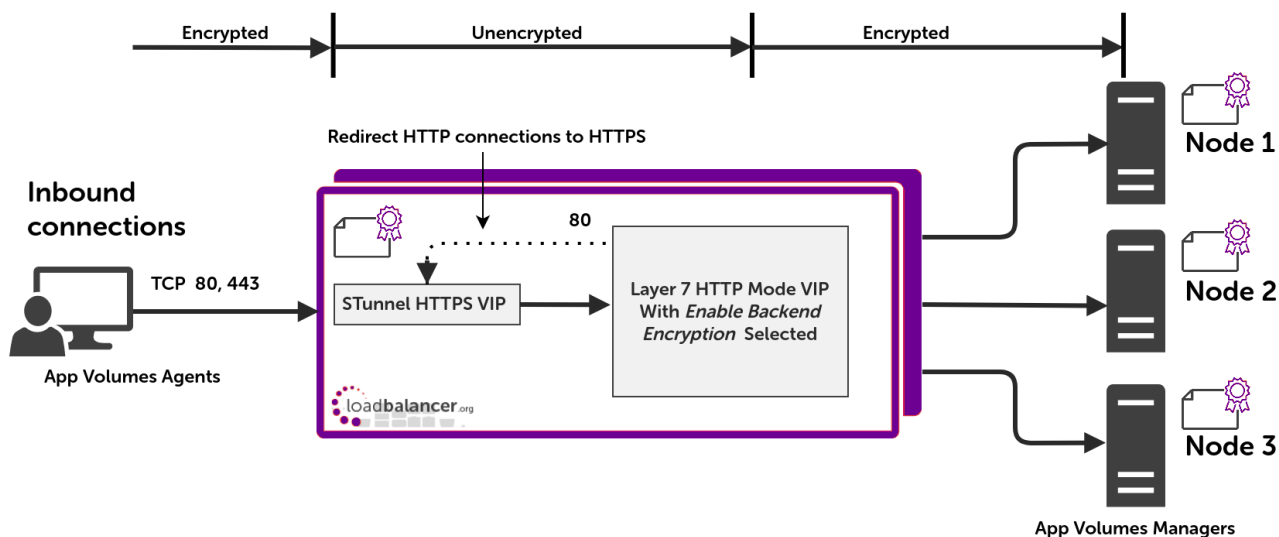 Encrypted
Unencrypted
Encrypted
Redirect HTTP connections to HTTPS
Node 1
Inbound
connections
80
TCP 80, 443
STunnel HTTPS VIP
Layer 7 HTTP Mode VIP
With Enable Backend
Encryption Selected
Node 2
App Volumes Agents
loadbalancer.org
Node 3
App Volumes Managers